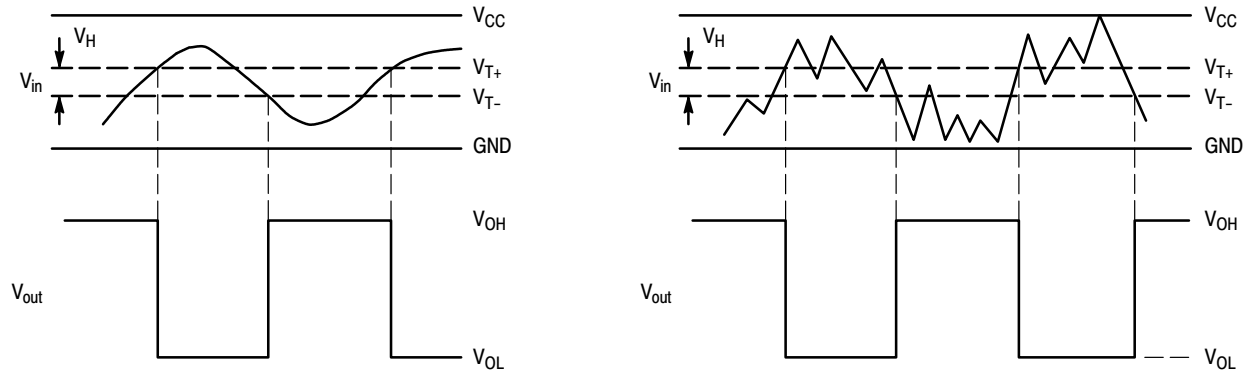 V_CC
V_H
V_T+
V_in
V_T–
GND
V_OH
V_out
V_OL
V_CC
V_H
V_T+
V_in
V_T–
GND
V_OH
V_out
V_OL